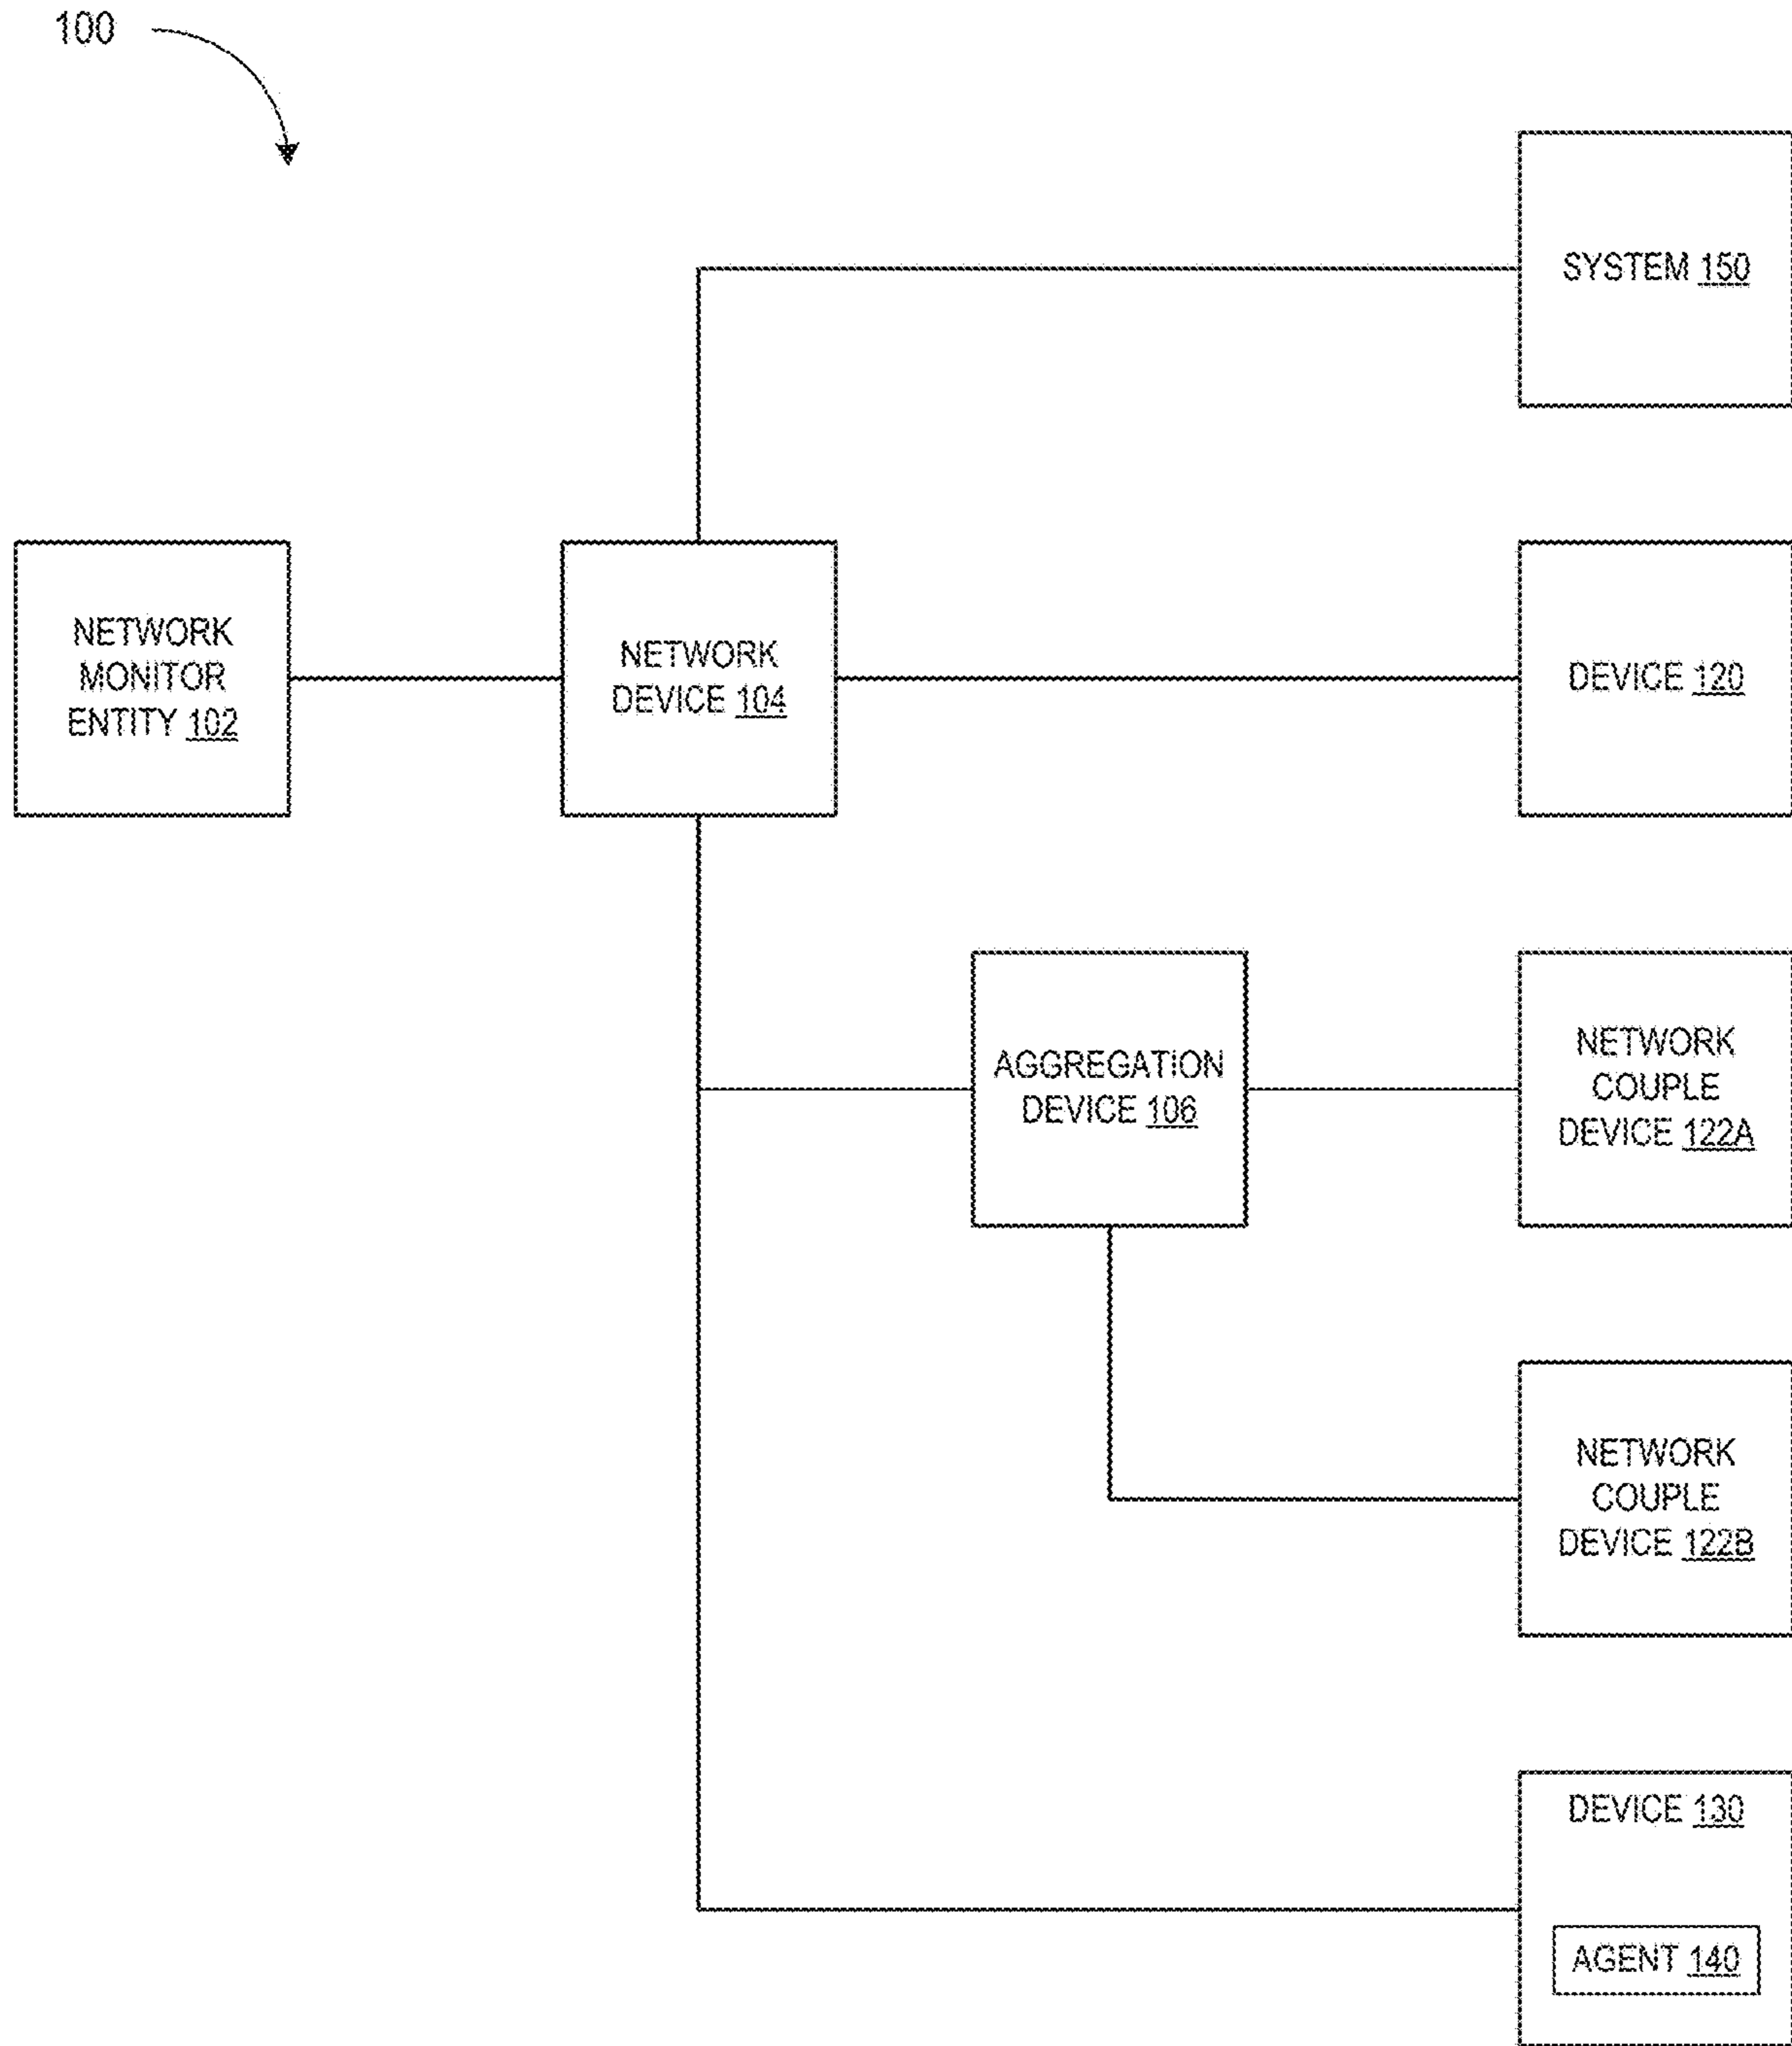 100
SYSTEM 150
NETWORK
MONITOR
ENTITY 102
NETWORK
DEVICE 104
DEVICE 120
AGGREGATION
DEVICE 106
NETWORK
COUPLE
DEVICE 122A
NETWORK
COUPLE
DEVICE 122B
DEVICE 130
AGENT 140